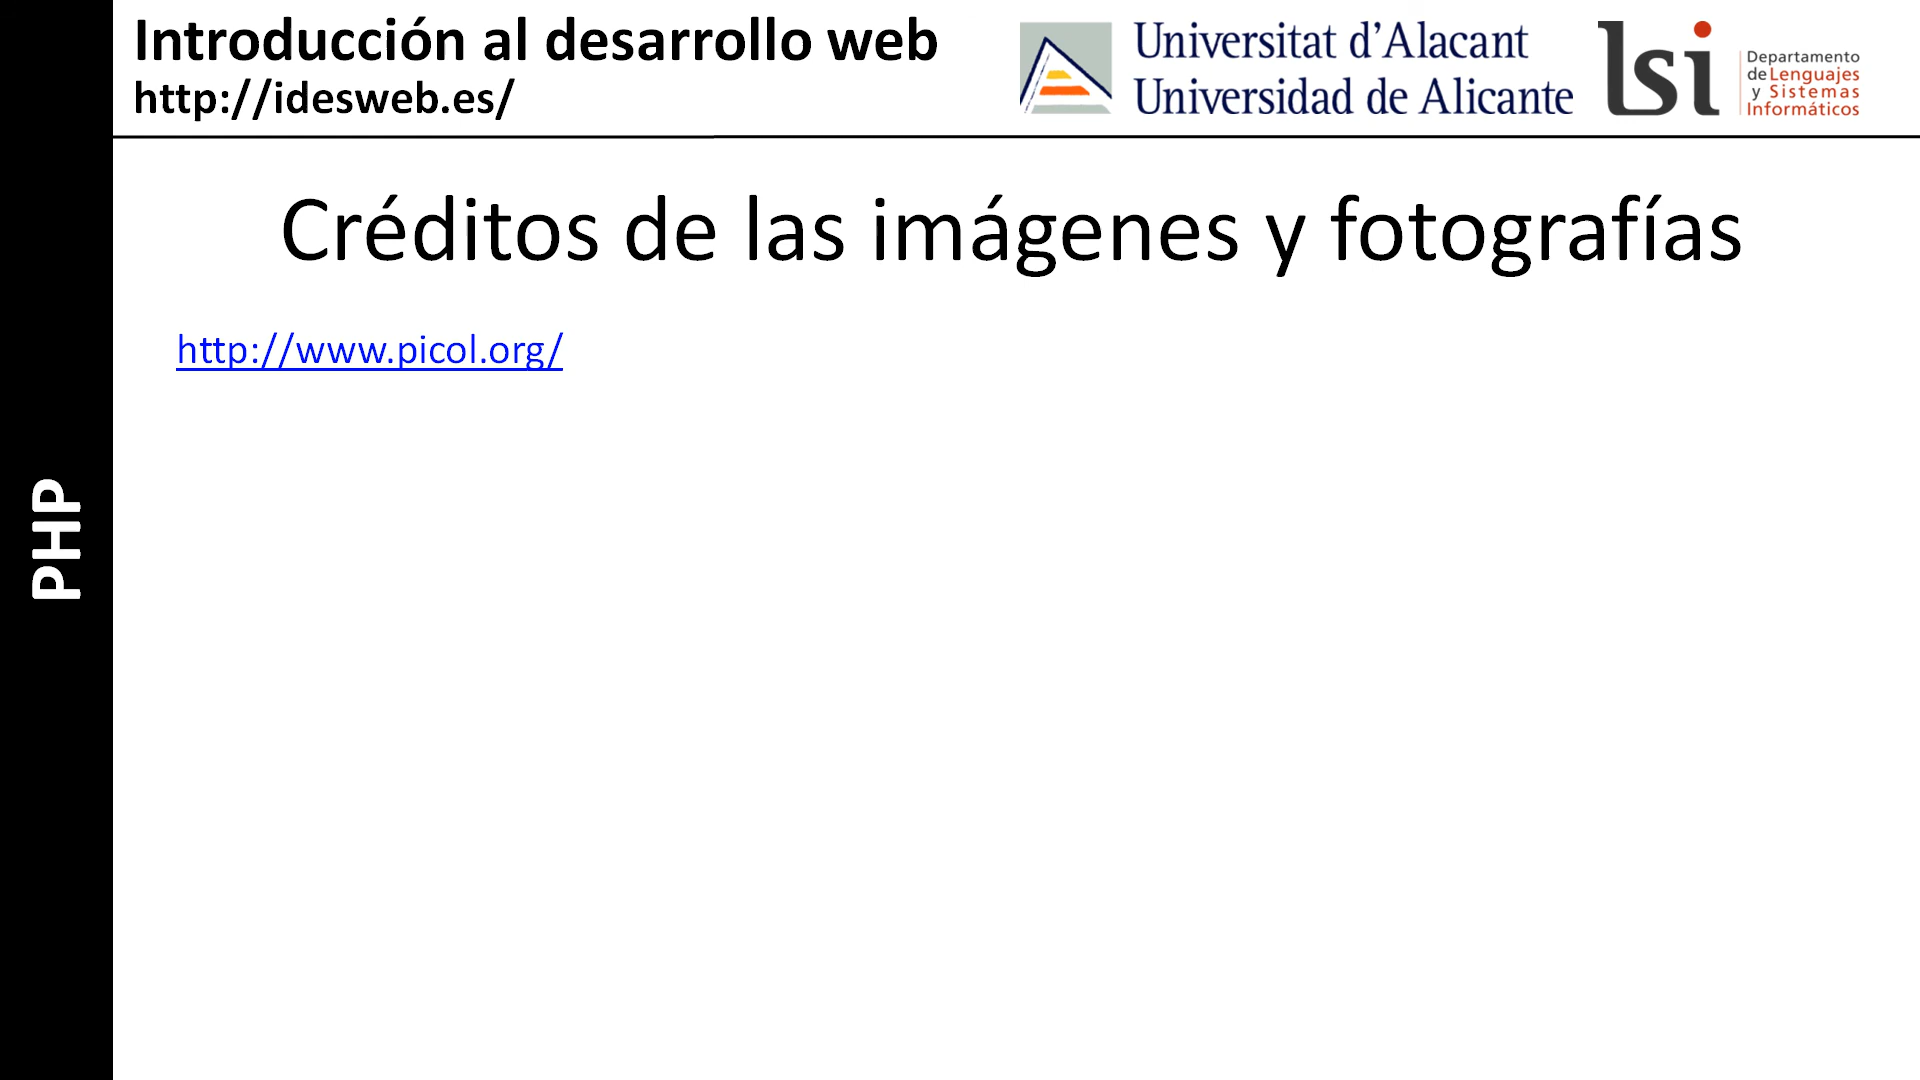 Introducción al desarrollo web
http://idesweb.es/
Universitat d’Alacant
Universidad de Alicante
lsi
Departamento
de Lenguajes
y Sistemas
Informáticos
Créditos de las imágenes y fotografías
http://www.picol.org/
PHP